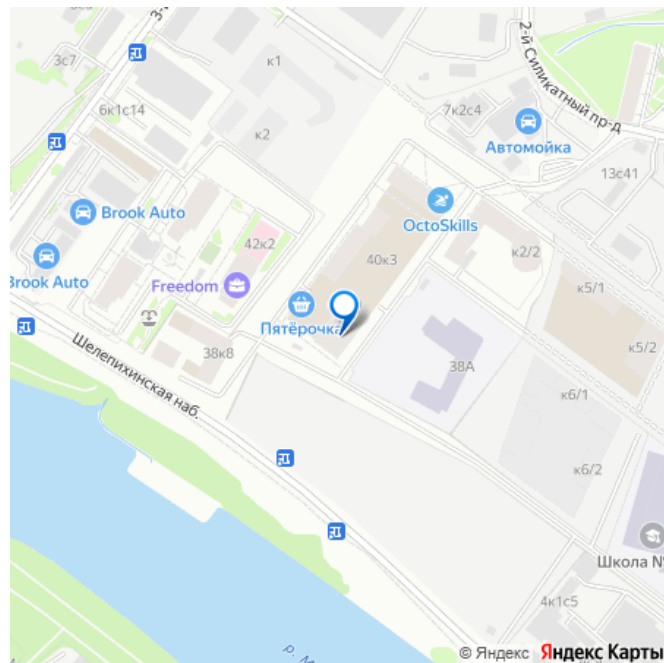 3с7
к1
2-й Силикатный пр-д
6к1с14
к2
7к2с4
Автомойка
13с41
Brook Auto
42к2
OctoSkills
к2/2
40к3
Brook Auto
Freedom
к5/1
Пятёрочка
38к8
38А
к5/2
Шелепихинская наб.
к6/1
к6/2
Школа №
4к1с5
р. М
© Яндекс Яндекс Карты